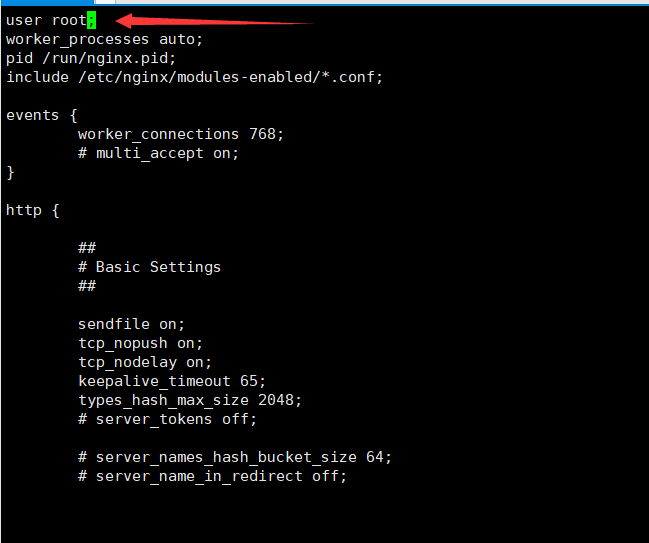 user root;
worker_processes auto;
pid /run/nginx.pid;
include /etc/nginx/modules-enabled/*.conf;
events {
worker_connections 768;
# multi_accept on;
}
http {
##
# Basic Settings
##
sendfile on;
tcp_nopush on;
tcp_nodelay on;
keepalive_timeout 65;
types_hash_max_size 2048;
# server_tokens off;
# server_names_hash_bucket_size 64;
# server_name_in_redirect off;